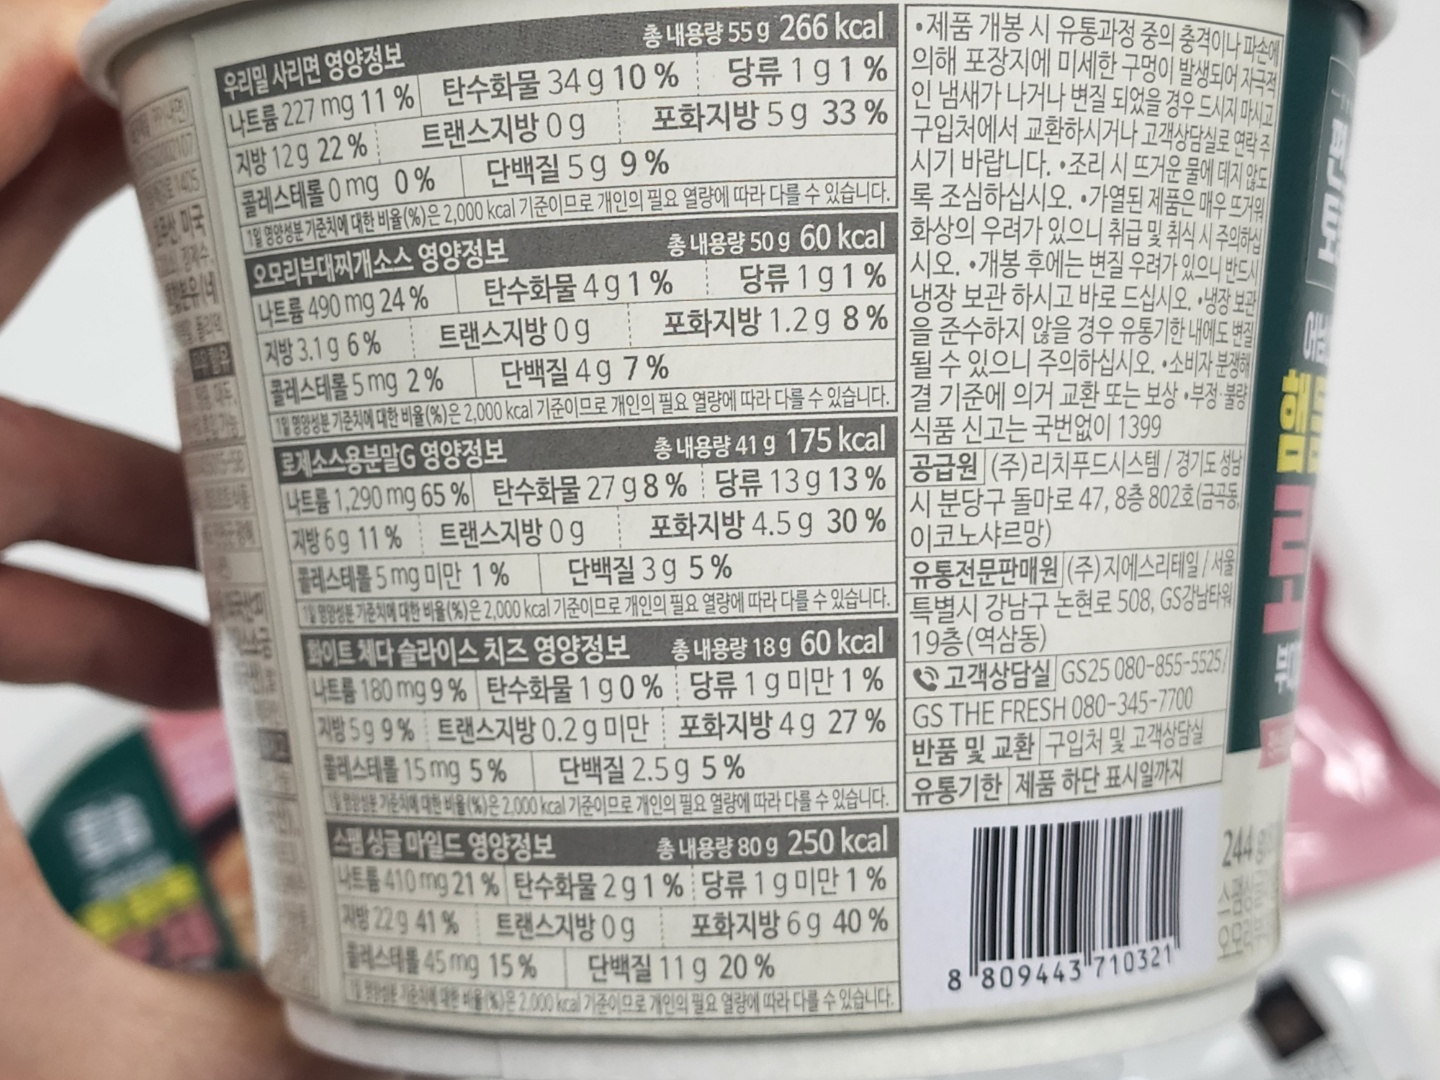 우리밀 사리면 영양정보 총 내용량 55 g 266 kcal
나트륨 227 mg 11 % 탄수화물 34 g 10 % 당류 1 g 1 %
지방 12 g 22 % 트랜스지방 0 g 포화지방 5 g 33 %
콜레스테롤 0 mg 0 % 단백질 5 g 9 %
1일 영양성분 기준치에 대한 비율(%)은 2,000 kcal 기준이므로 개인의 필요 열량에 따라 다를 수 있습니다.
오모리부대찌개소스 영양정보 총 내용량 50 g 60 kcal
나트륨 490 mg 24 % 탄수화물 4 g 1 % 당류 1 g 1 %
지방 3.1 g 6 % 트랜스지방 0 g 포화지방 1.2 g 8 %
콜레스테롤 5 mg 2 % 단백질 4 g 7 %
1일 영양성분 기준치에 대한 비율(%)은 2,000 kcal 기준이므로 개인의 필요 열량에 따라 다를 수 있습니다.
로제소스용분말G 영양정보 총 내용량 41 g 175 kcal
나트륨 1,290 mg 65 % 탄수화물 27 g 8 % 당류 13 g 13 %
지방 6 g 11 % 트랜스지방 0 g 포화지방 4.5 g 30 %
콜레스테롤 5 mg 미만 1 % 단백질 3 g 5 %
1일 영양성분 기준치에 대한 비율(%)은 2,000 kcal 기준이므로 개인의 필요 열량에 따라 다를 수 있습니다.
화이트 체다 슬라이스 치즈 영양정보 총 내용량 18 g 60 kcal
나트륨 180 mg 9 % 탄수화물 1 g 0 % 당류 1 g 미만 1 %
지방 5 g 9 % 트랜스지방 0.2 g 미만 포화지방 4 g 27 %
콜레스테롤 15 mg 5 % 단백질 2.5 g 5 %
1일 영양성분 기준치에 대한 비율(%)은 2,000 kcal 기준이므로 개인의 필요 열량에 따라 다를 수 있습니다.
스팸 싱글 마일드 영양정보 총 내용량 80 g 250 kcal
나트륨 410 mg 21 % 탄수화물 2 g 1 % 당류 1 g 미만 1 %
지방 22 g 41 % 트랜스지방 0 g 포화지방 6 g 40 %
콜레스테롤 45 mg 15 % 단백질 11 g 20 %
1일 영양성분 기준치에 대한 비율(%)은 2,000 kcal 기준이므로 개인의 필요 열량에 따라 다를 수 있습니다.
•제품 개봉 시 유통과정 중의 충격이나 파손에
의해 포장지에 미세한 구멍이 발생되어 자극적
인 냄새가 나거나 변질 되었을 경우 드시지 마시고
구입처에서 교환하시거나 고객상담실로 연락 주
시기 바랍니다. •조리 시 뜨거운 물에 데지 않도
록 조심하십시오. •가열된 제품은 매우 뜨거워
화상의 우려가 있으니 취급 및 취식 시 주의하십
시오. •개봉 후에는 변질 우려가 있으니 반드시
냉장 보관 하시고 바로 드십시오. •냉장 보관
을 준수하지 않을 경우 유통기한 내에도 변질
될 수 있으니 주의하십시오. •소비자 분쟁해
결 기준에 의거 교환 또는 보상 •부정·불량
식품 신고는 국번없이 1399
공급원 (주)리치푸드시스템 / 경기도 성남
시 분당구 돌마로 47, 8층 802호(금곡동,
이코노샤르망)
유통전문판매원 (주)지에스리테일 / 서울
특별시 강남구 논현로 508, GS강남타워
19층(역삼동)
고객상담실 GS25 080-855-5525 /
GS THE FRESH 080-345-7700
반품 및 교환 구입처 및 고객상담실
유통기한 제품 하단 표시일까지
8 809443 710321
244